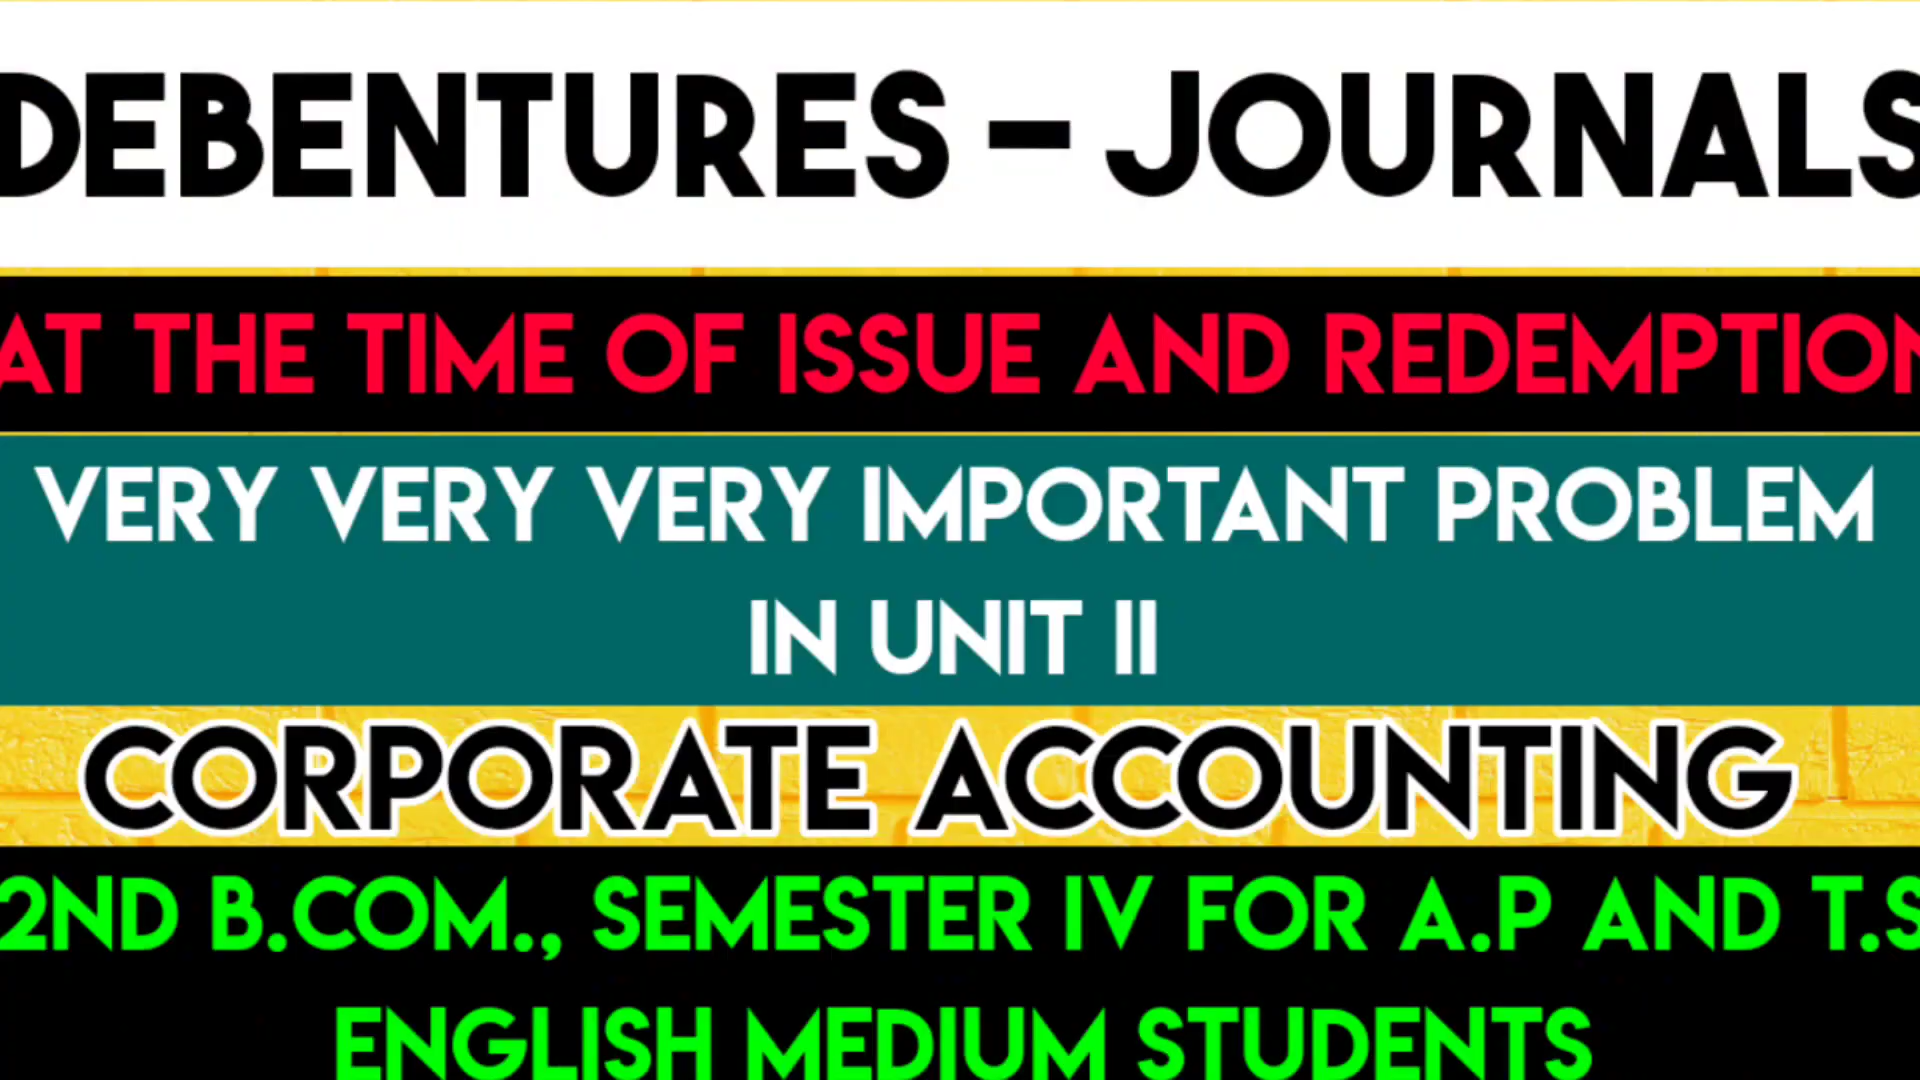 DEBENTURES - JOURNALS
AT THE TIME OF ISSUE AND REDEMPTION
VERY VERY VERY IMPORTANT PROBLEM
IN UNIT II
CORPORATE ACCOUNTING
2ND B.COM., SEMESTER IV FOR A.P AND T.S
ENGLISH MEDIUM STUDENTS